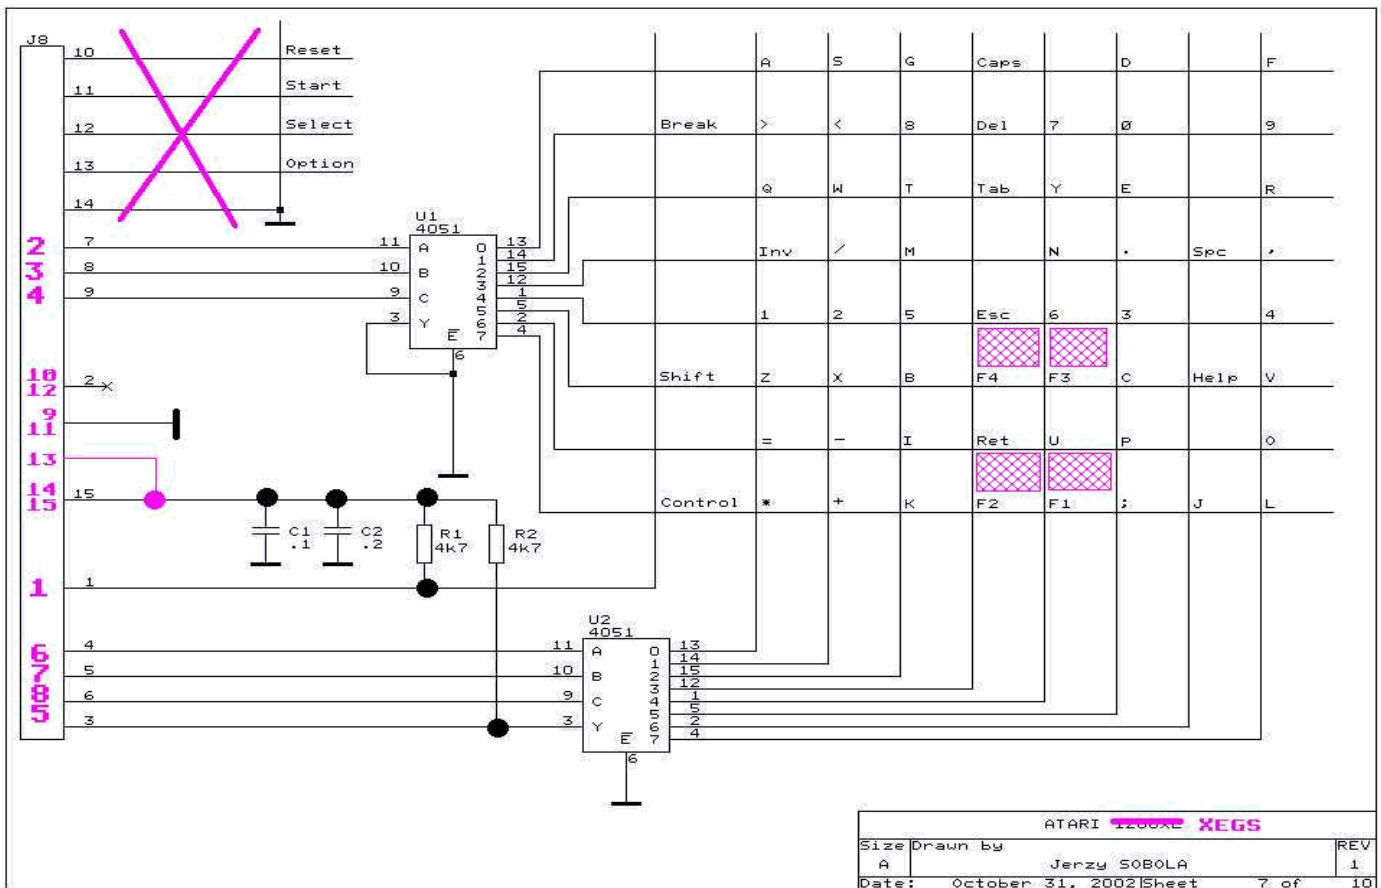 J8
10 Reset
11 Start
12 Select
13 Option
14
2 7
3 8
4 9
10
12 2
9
11
13
14
15 15
1 1
6 4
7 5
8 6
5 3
U1
4051
11 A 0 13
1 14
10 B 2 15
3 12
9 C 4 1
5 5
3 Y 6 2
E 7 4
6
C1
.1
C2
.2
R1
4k7
R2
4k7
U2
4051
11 A 0 13
1 14
10 B 2 15
3 12
9 C 4 1
5 5
3 Y 6 2
E 7 4
6
A S G Caps D F
Break > < 8 Del 7 0 9
Q W T Tab Y E R
Inv / M N . Spc ,
1 2 5 Esc 6 3 4
Shift Z X B F4 F3 C Help V
= - I Ret U P O
Control * + K F2 F1 ; J L
ATARI 1200XL XEGS
Size Drawn by REV
A Jerzy SOBOLA 1
Date: October 31, 2002 Sheet 7 of 10